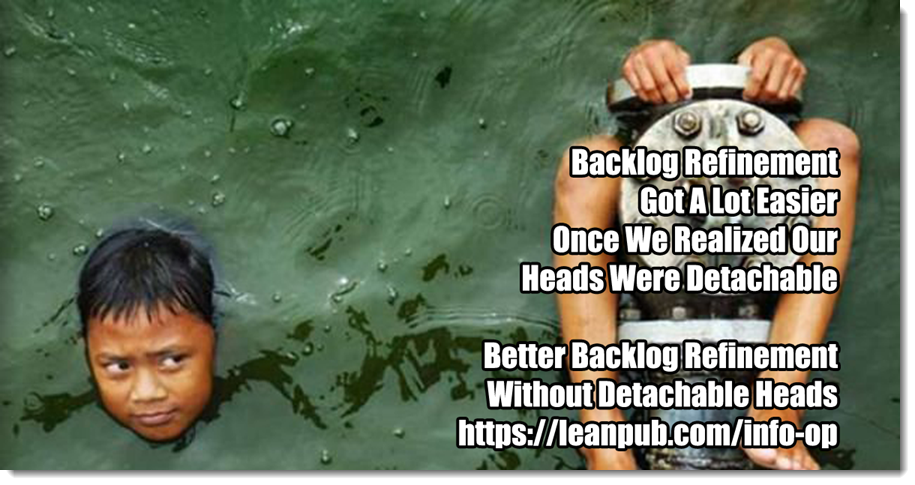 Backlog Refinement
Got A Lot Easier
Once We Realized Our
Heads Were Detachable
Better Backlog Refinement
Without Detachable Heads
https://leanpub.com/info-op